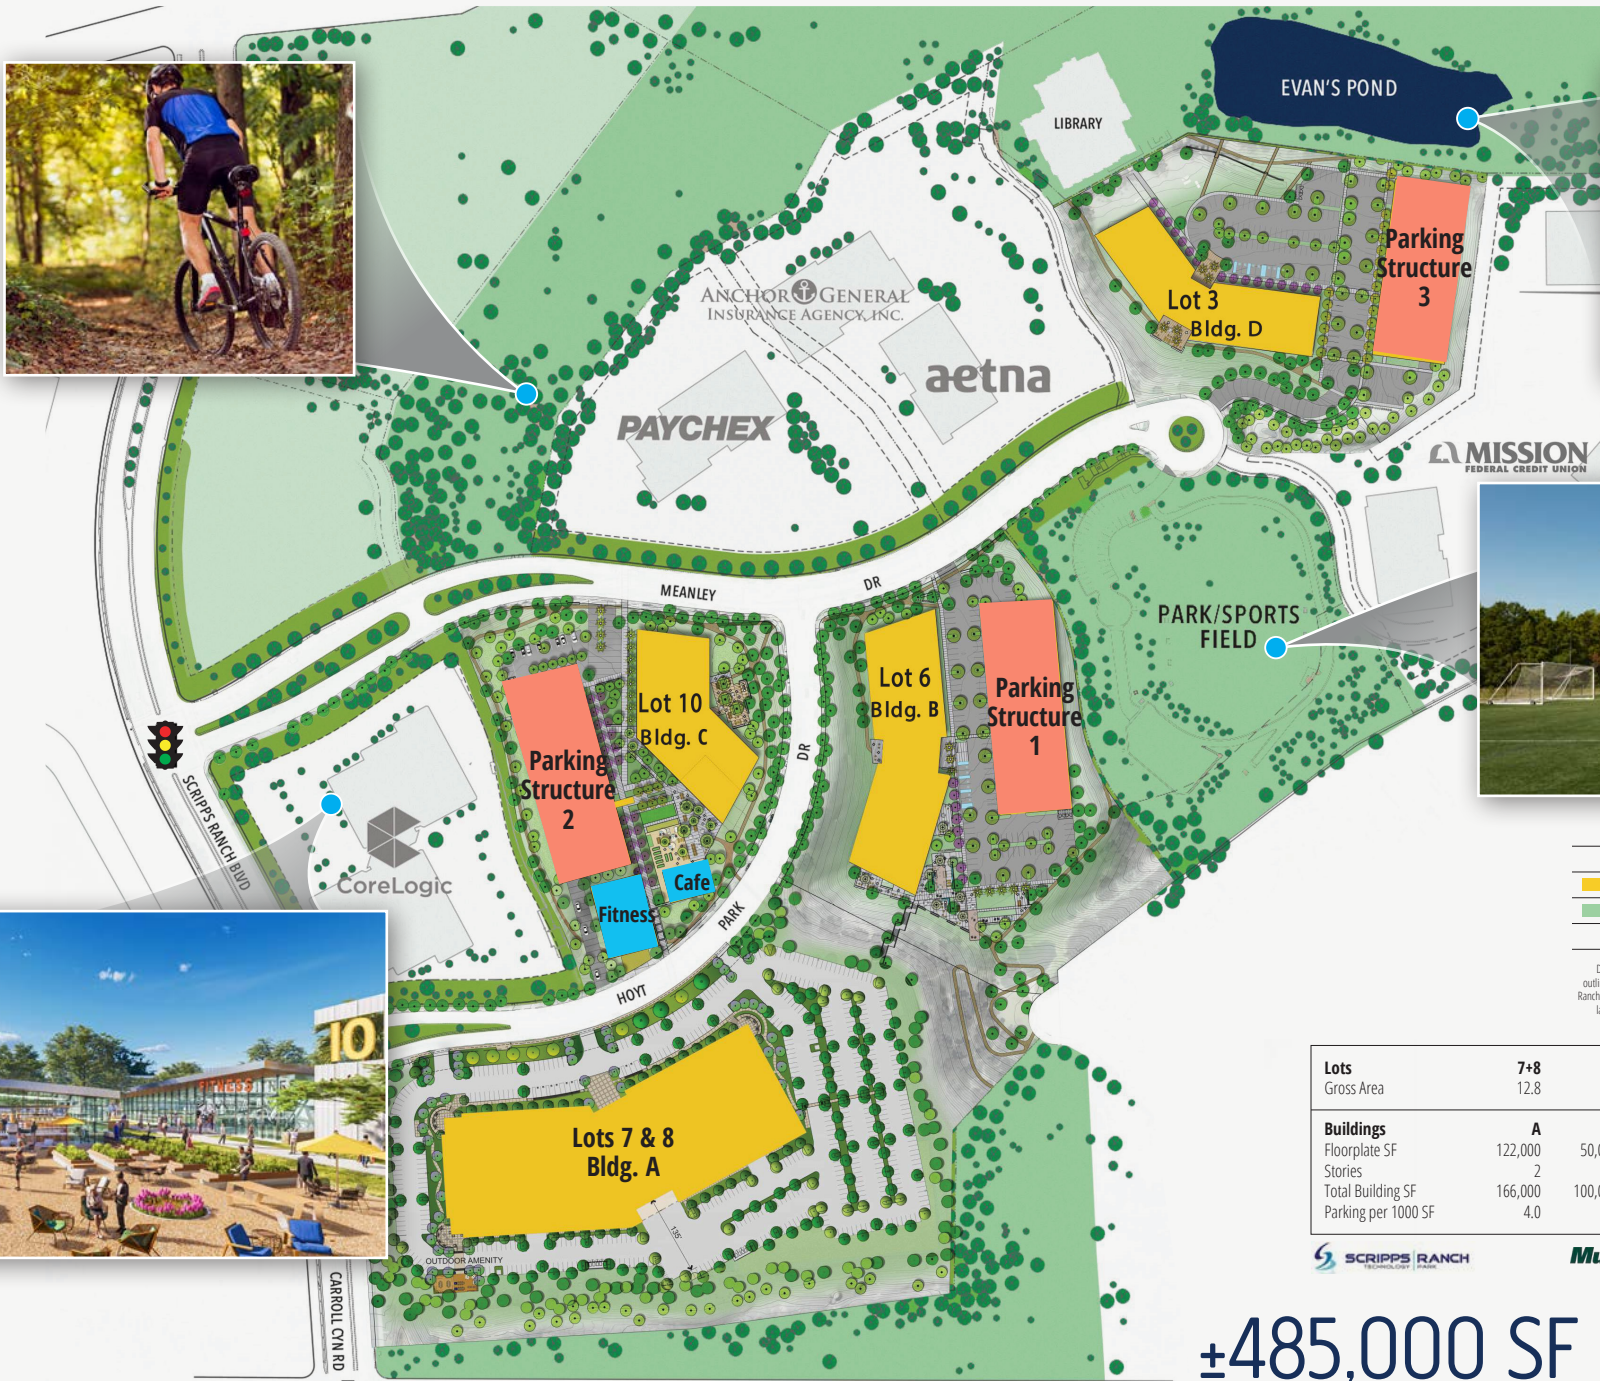 EVAN'S POND
LIBRARY
Parking
Structure
3
Lot 3
Bldg. D
ANCHOR GENERAL
INSURANCE AGENCY, INC.
aetna
PAYCHEX
MISSION
FEDERAL CREDIT UNION
MEANLEY
DR
PARK/SPORTS
FIELD
Lot 10
Bldg. C
Lot 6
Bldg. B
Parking
Structure
1
Parking
Structure
2
DR
SCRIPPS RANCH BLVD
CoreLogic
Cafe
Fitness
PARK
HOYT
10
FITNESS
Lots 7 & 8
Bldg. A
135'
OUTDOOR AMENITY
CARROLL CYN RD
Lots 7+8
Gross Area 12.8
Buildings A
Floorplate SF 122,000
Stories 2
Total Building SF 166,000
Parking per 1000 SF 4.0
SCRIPPS RANCH
TECHNOLOGY PARK
±485,000 SF